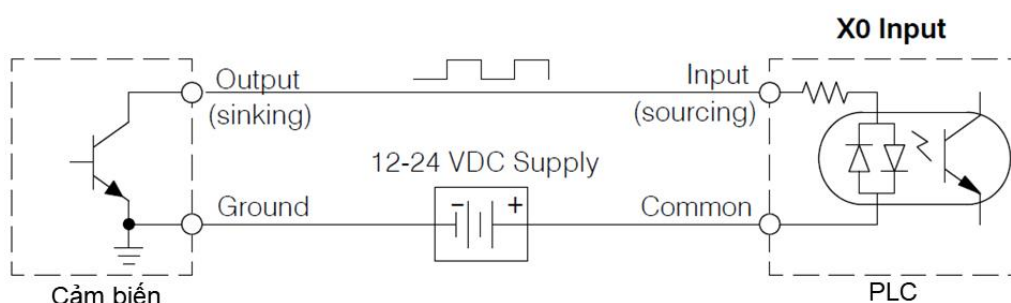 X0 Input
Output
(sinking)
Input
(sourcing)
12-24 VDC Supply
- +
Ground
Common
Cảm biến
PLC